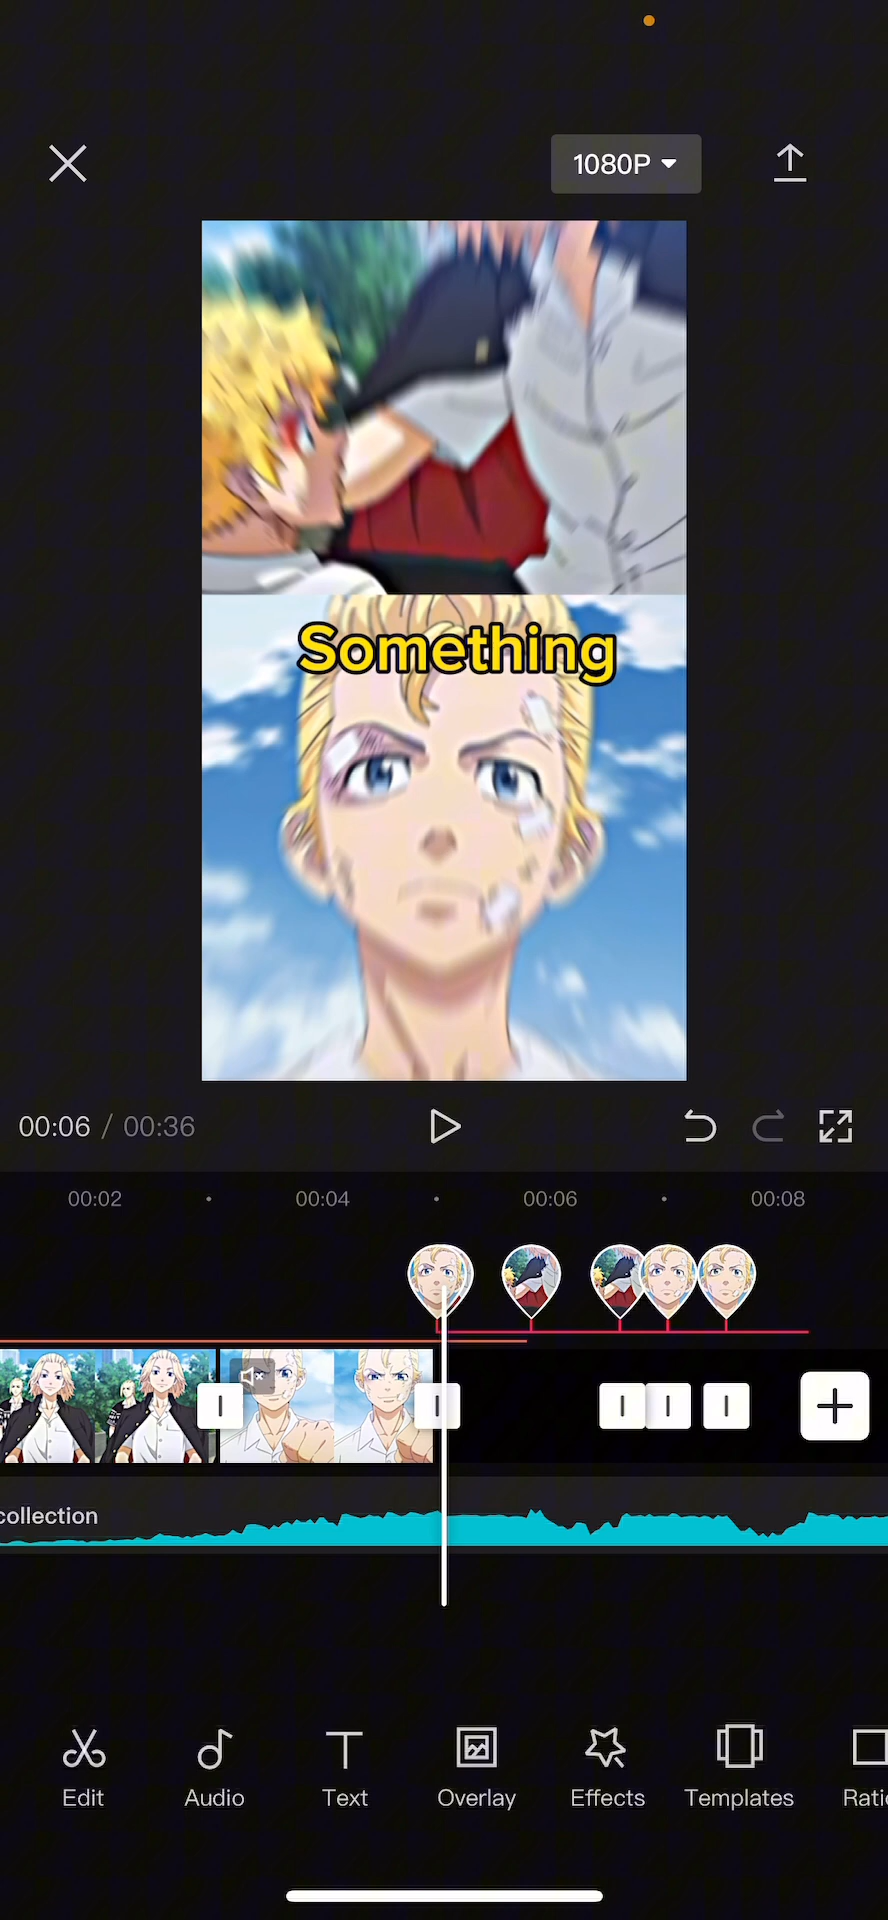 1080P
Something
00:06 / 00:36
00:02 00:04 00:06 00:08
collection
Edit Audio Text Overlay Effects Templates